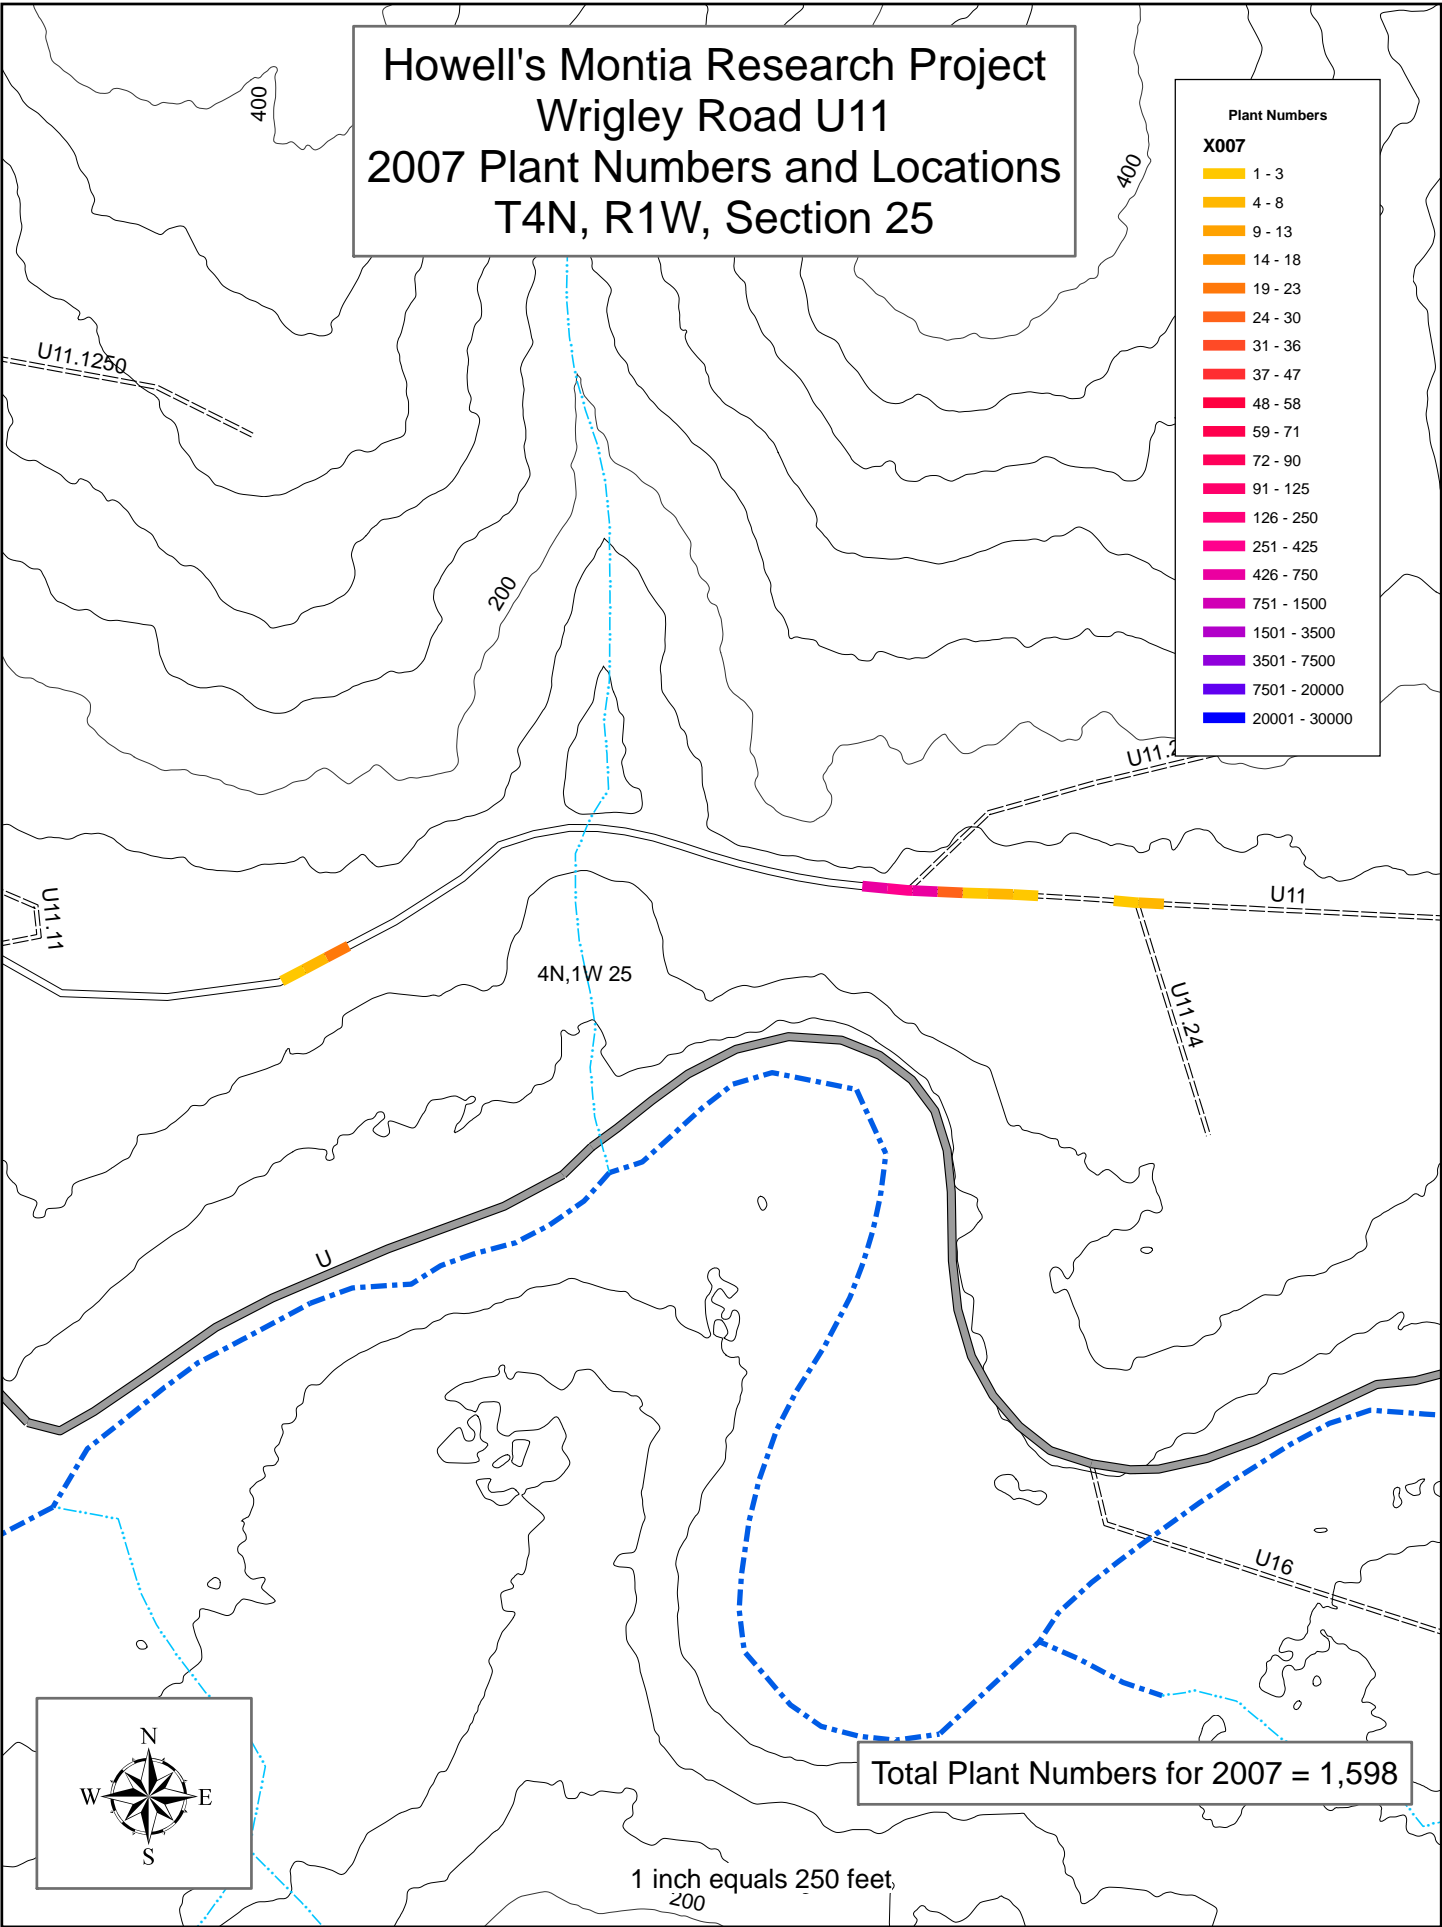 Howell's Montia Research Project
Wrigley Road U11
2007 Plant Numbers and Locations
T4N, R1W, Section 25
Plant Numbers
X007
1 - 3
4 - 8
9 - 13
14 - 18
19 - 23
24 - 30
31 - 36
37 - 47
48 - 58
59 - 71
72 - 90
91 - 125
126 - 250
251 - 425
426 - 750
751 - 1500
1501 - 3500
3501 - 7500
7501 - 20000
20001 - 30000
400
400
U11.1250
200
U11.2
U11
U11.11
4N,1W 25
U11.24
U
U16
N
W
E
S
Total Plant Numbers for 2007 = 1,598
1 inch equals 250 feet
200